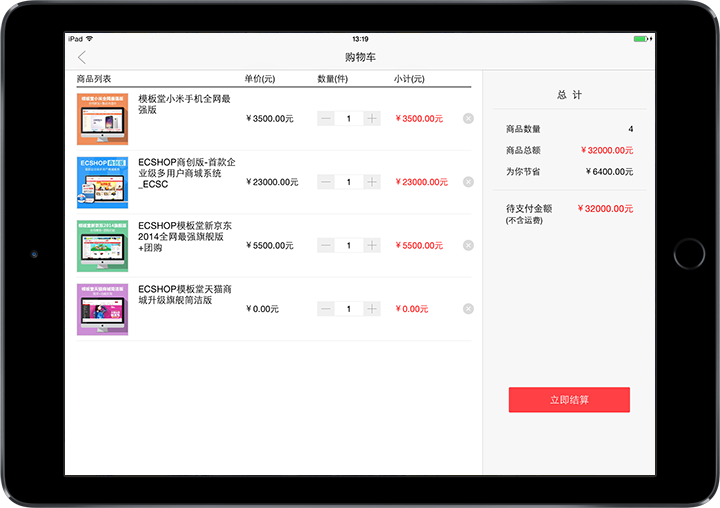 iPad
13:19
购物车
商品列表 单价(元) 数量(件) 小计(元)
模板堂小米手机全网最
强版
¥3500.00元 1 ¥3500.00元
ECSHOP商创版-首款企
业级多用户商城系统
_ECSC
¥23000.00元 1 ¥23000.00元
ECSHOP模板堂新京东
2014全网最强旗舰版
+团购
¥5500.00元 1 ¥5500.00元
ECSHOP模板堂天猫商
城升级旗舰简洁版
¥0.00元 1 ¥0.00元
总 计
商品数量 4
商品总额 ¥32000.00元
为你节省 ¥6400.00元
待支付金额 ¥32000.00元
(不含运费)
立即结算